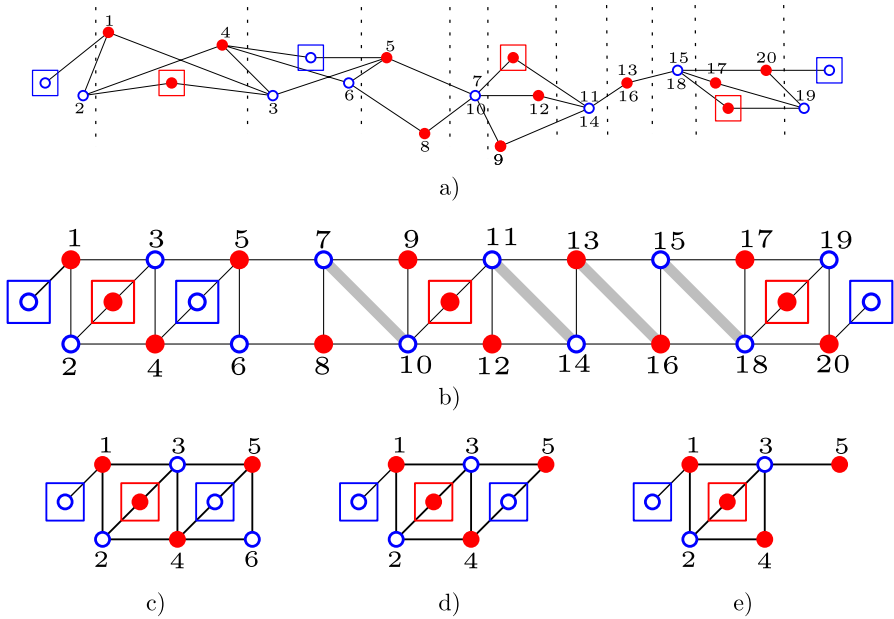 1 4 5 13 15 20
7 11 17
2 3 6 10 12 14 16 18 19
8 9
a)
1 3 5 7 9 11 13 15 17 19
2 4 6 8 10 12 14 16 18 20
b)
1 3 5 1 3 5 1 3 5
2 4 6 2 4 2 4
c) d) e)